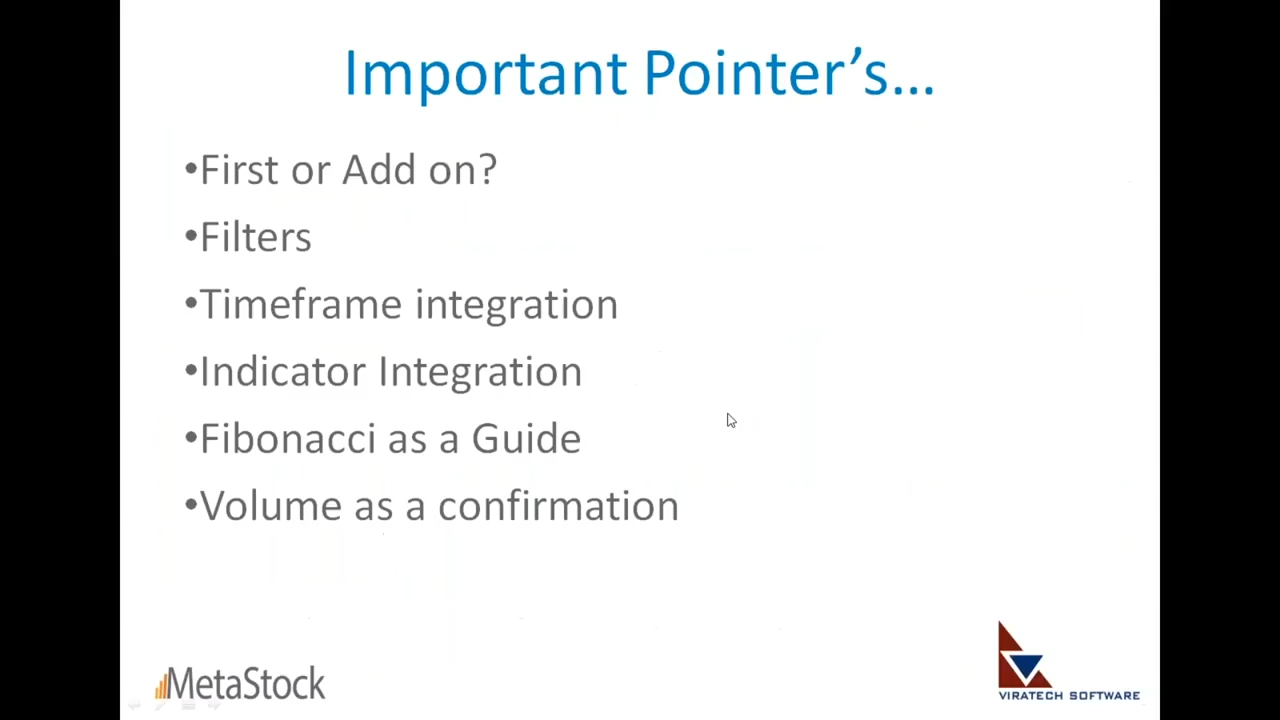 Important Pointer’s...
•First or Add on?
•Filters
•Timeframe integration
•Indicator Integration
•Fibonacci as a Guide
•Volume as a confirmation
MetaStock
VIRATECH SOFTWARE